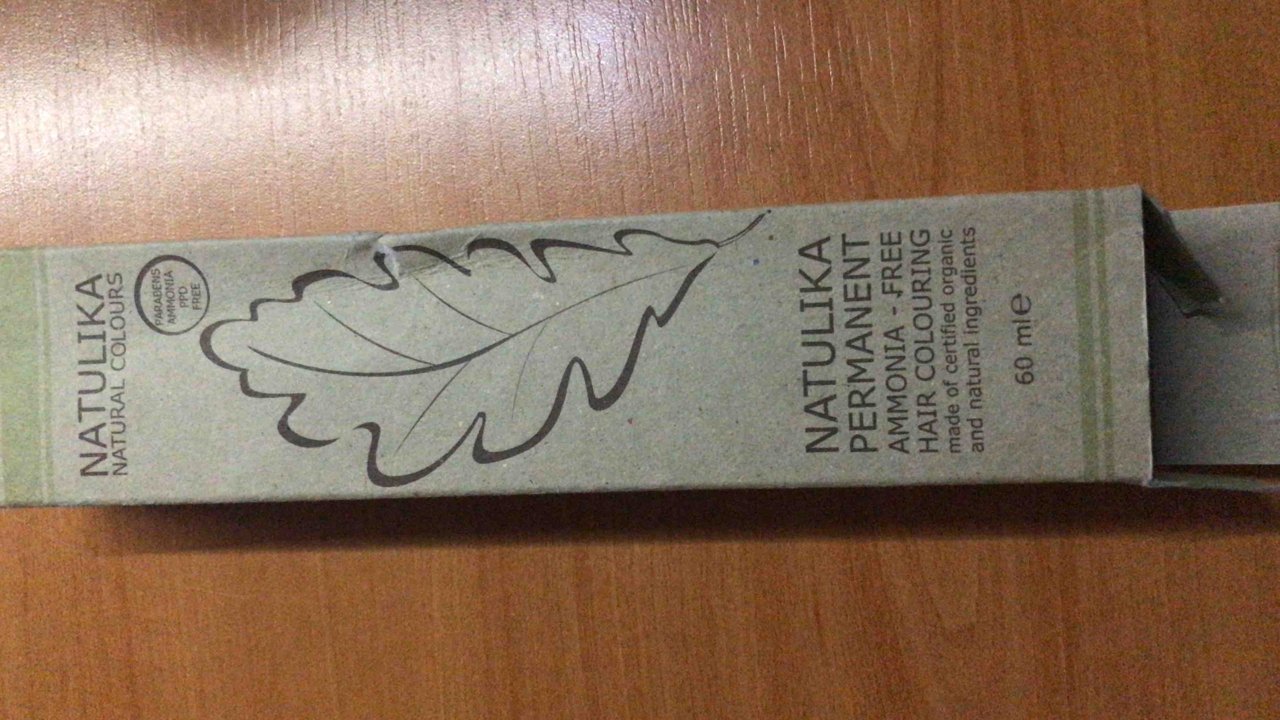 NATULIKA
NATURAL COLOURS
PARABENS
AMMONIA
PPD
FREE
NATULIKA
PERMANENT
AMMONIA - FREE
HAIR COLOURING
made of certified organic
and natural ingredients
60 ml ℮